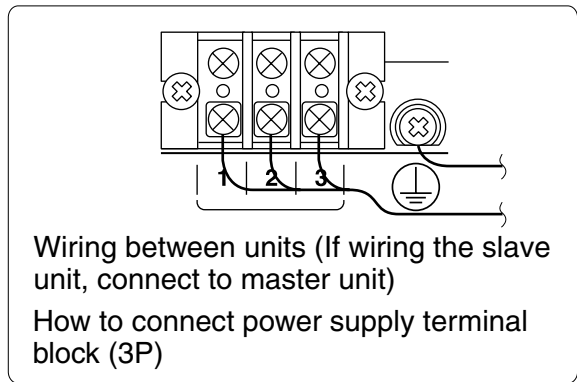 1 2 3
Wiring between units (If wiring the slave
unit, connect to master unit)
How to connect power supply terminal
block (3P)